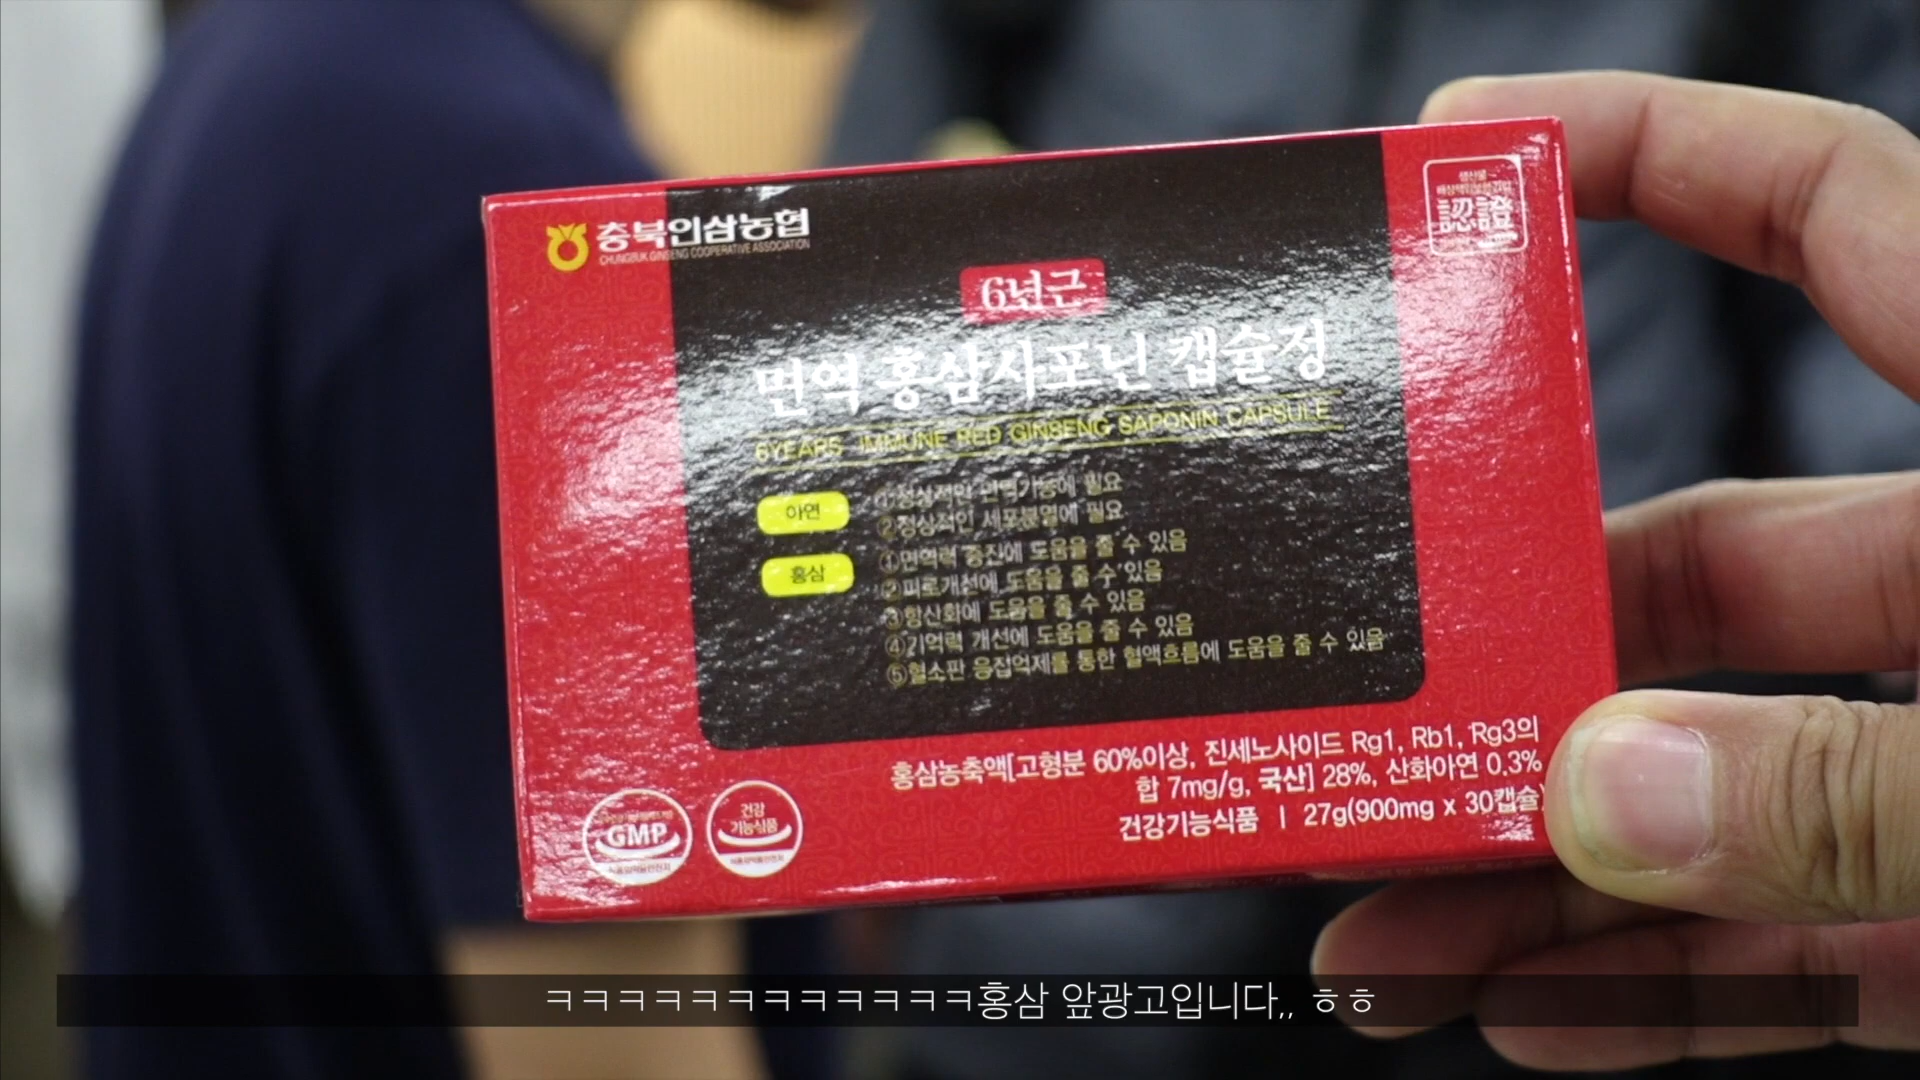 충북인삼농협
CHUNGBUK GINSENG COOPERATIVE ASSOCIATION
認證
6년근
면역 홍삼사포닌 캡슐정
6YEARS IMMUNE RED GINSENG SAPONIN CAPSULE
아연
①정상적인 면역기능에 필요
②정상적인 세포분열에 필요
홍삼
①면역력 증진에 도움을 줄 수 있음
②피로개선에 도움을 줄 수 있음
③항산화에 도움을 줄 수 있음
④기억력 개선에 도움을 줄 수 있음
⑤혈소판 응집억제를 통한 혈액흐름에 도움을 줄 수 있음
홍삼농축액[고형분 60%이상, 진세노사이드 Rg1, Rb1, Rg3의
합 7mg/g, 국산] 28%, 산화아연 0.3%
건강기능식품 | 27g(900mg x 30캡슐)
GMP
건강
기능식품
ㅋㅋㅋㅋㅋㅋㅋㅋㅋㅋㅋㅋ홍삼 앞광고입니다,, ㅎㅎ